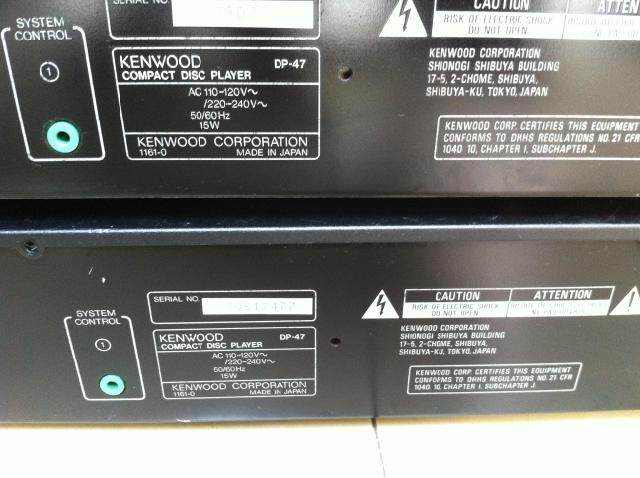 SERIAL NO.
SYSTEM
CONTROL
1
KENWOOD DP-47
COMPACT DISC PLAYER
AC 110-120V~
/220-240V~
50/60Hz
15W
KENWOOD CORPORATION
1161-0 MADE IN JAPAN
CAUTION
RISK OF ELECTRIC SHOCK
DO NOT OPEN
ATTENTION
KENWOOD CORPORATION
SHIONOGI SHIBUYA BUILDING
17-5, 2-CHOME, SHIBUYA,
SHIBUYA-KU, TOKYO, JAPAN
KENWOOD CORP. CERTIFIES THIS EQUIPMENT
CONFORMS TO DHHS REGULATIONS NO. 21 CFR
1040. 10, CHAPTER I, SUBCHAPTER J.
SERIAL NO.
SYSTEM
CONTROL
1
KENWOOD DP-47
COMPACT DISC PLAYER
AC 110-120V~
/220-240V~
50/60Hz
15W
KENWOOD CORPORATION
1161-0 MADE IN JAPAN
CAUTION
RISK OF ELECTRIC SHOCK
DO NOT OPEN
ATTENTION
KENWOOD CORPORATION
SHIONOGI SHIBUYA BUILDING
17-5, 2-CHOME, SHIBUYA,
SHIBUYA-KU, TOKYO, JAPAN
KENWOOD CORP. CERTIFIES THIS EQUIPMENT
CONFORMS TO DHHS REGULATIONS NO. 21 CFR
1040. 10, CHAPTER I, SUBCHAPTER J.